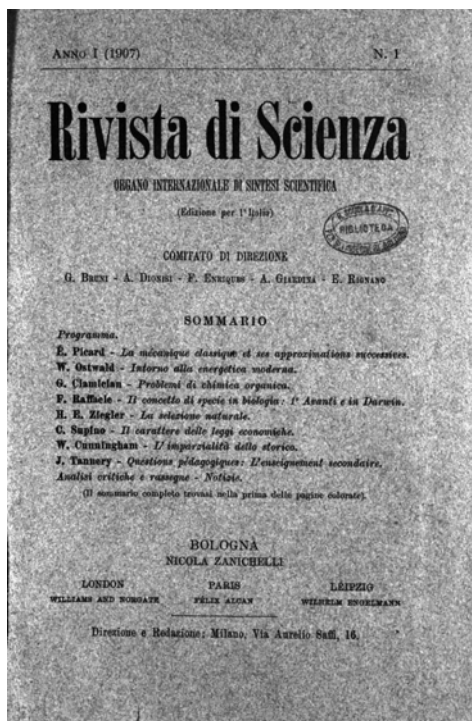 ANNO I (1907) N. 1
Rivista di Scienza
ORGANO INTERNAZIONALE DI SINTESI SCIENTIFICA
(Edizione per l'Italia)
BIBLIOTECA
COMITATO DI DIREZIONE
G. BRUNI - A. DIONISI - F. ENRIQUES - A. GIARDINA - E. RIGNANO
SOMMARIO
Programma.
É. Picard - La mécanique classique et ses approximations successives.
W. Ostwald - Intorno alla energetica moderna.
G. Ciamician - Problemi di chimica organica.
F. Raffaele - Il concetto di specie in biologia: 1º Avanti e in Darwin.
H. E. Ziegler - La selezione naturale.
C. Supino - Il carattere delle leggi economiche.
W. Cunningham - L'imparzialità dello storico.
J. Tannery - Questions pédagogiques: L'enseignement secondaire.
Analisi critiche e rassegne - Notizie.
(Il sommario completo trovasi nella prima delle pagine colorate).
BOLOGNA
NICOLA ZANICHELLI
LONDON PARIS LEIPZIG
WILLIAMS AND NORGATE FÉLIX ALCAN WILHELM ENGELMANN
Direzione e Redazione: Milano, Via Aurelio Saffi, 16.